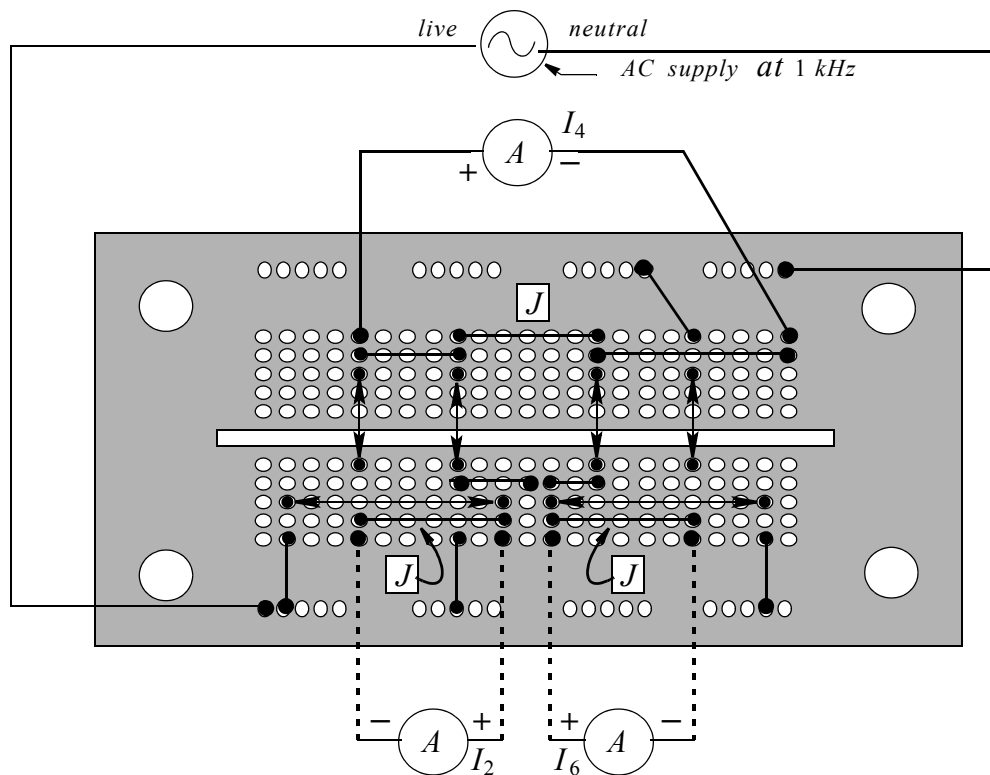 live neutral
AC supply at 1 kHz
I4
A
+ −
J
J J
− + + −
A A
I2 I6